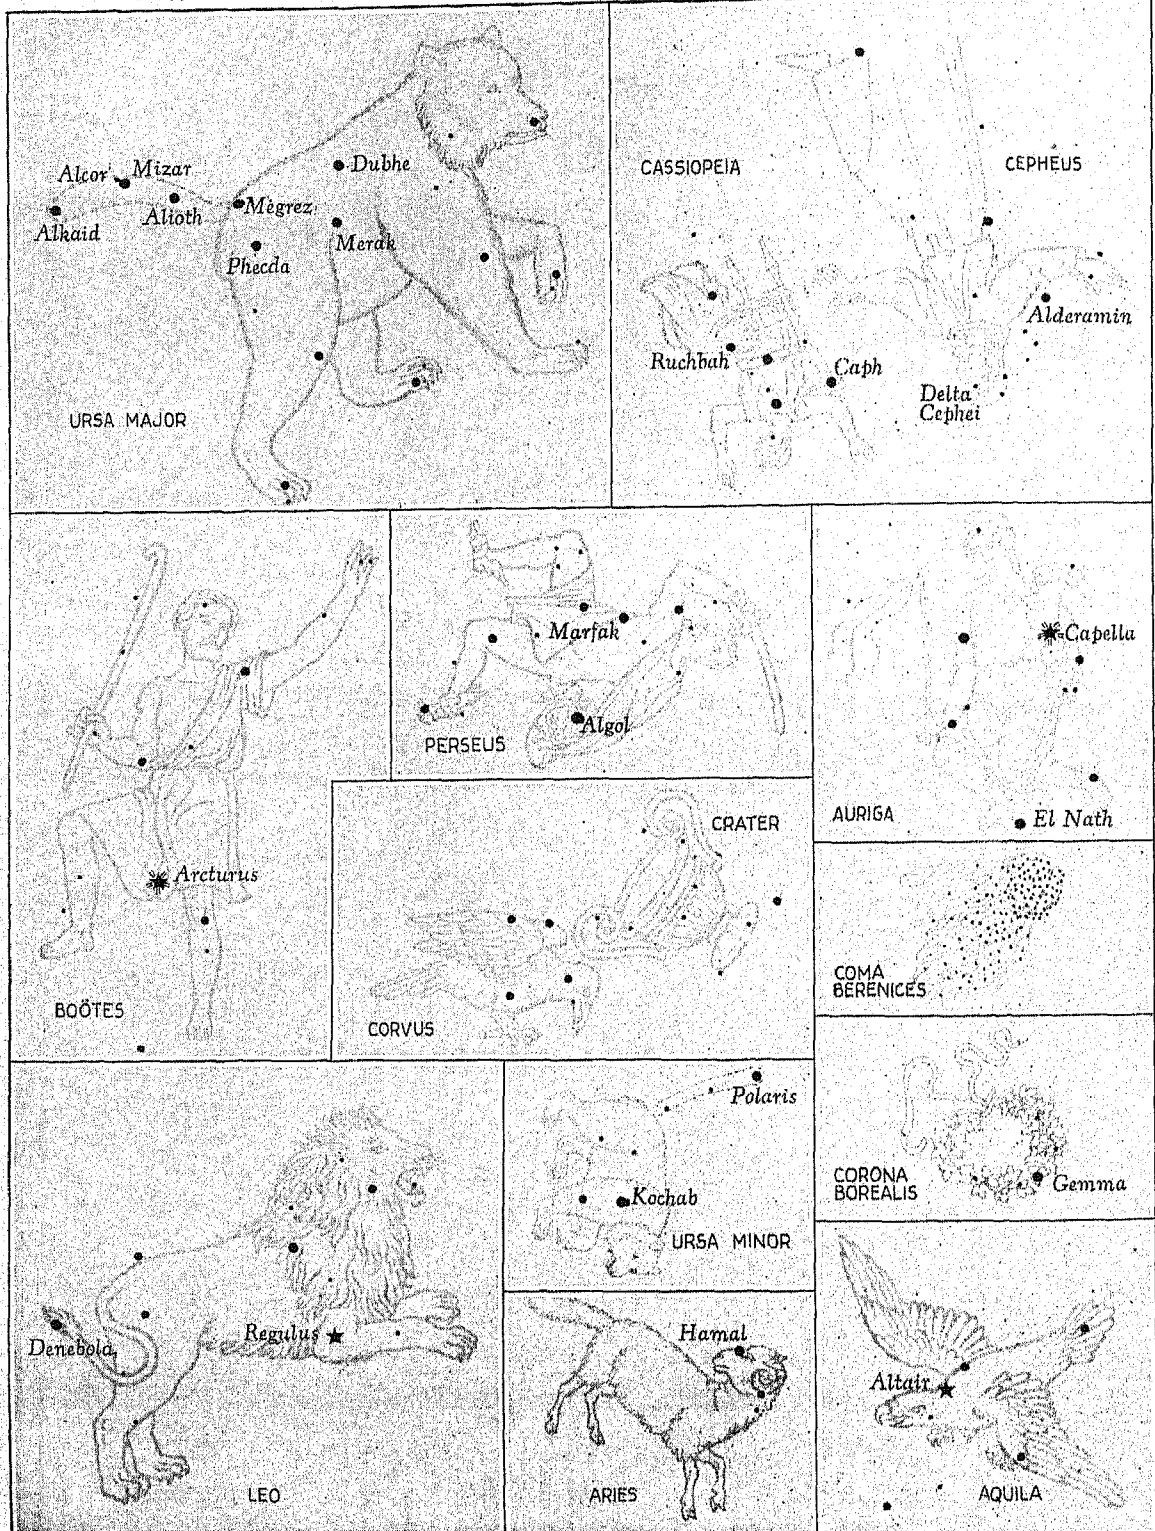 Alcor
Mizar
Dubhe
Alkaid
Alioth
Mègrez
Merak
Phecda
URSA MAJOR
CASSIOPEIA
CEPHEUS
Alderamin
Ruchbah
Caph
Delta
Cephei
Arcturus
BOÖTES
Marfak
Algol
PERSEUS
Capella
AURIGA
El Nath
CRATER
CORVUS
COMA
BERENICES
Polaris
Kochab
URSA MINOR
CORONA
BOREALIS
Gemma
Denebola
Regulus
LEO
Hamal
ARIES
Altair
AQUILA